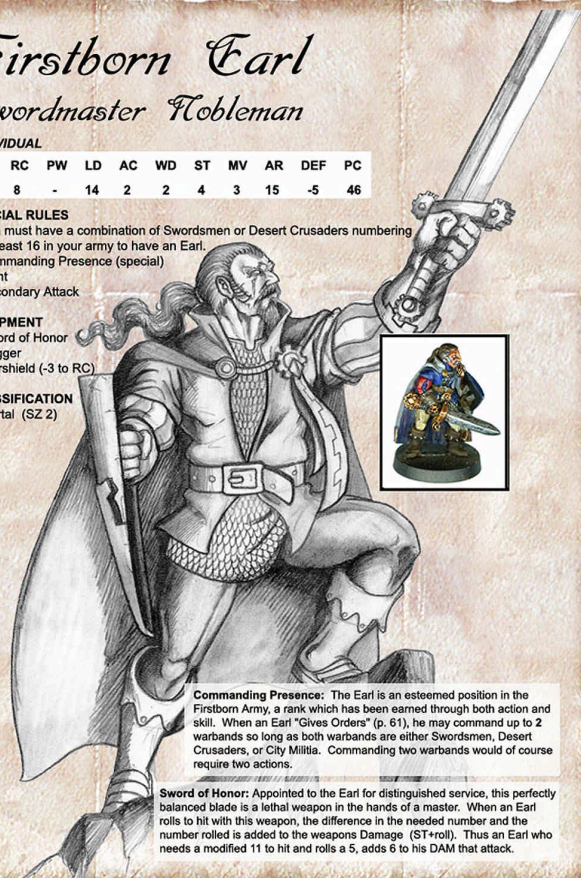 irstborn Earl
wordmaster Nobleman
VIDUAL
RC PW LD AC WD ST MV AR DEF PC
8 - 14 2 2 4 3 15 -5 46
CIAL RULES
must have a combination of Swordsmen or Desert Crusaders numbering
east 16 in your army to have an Earl.
mmanding Presence (special)
nt
condary Attack
IPMENT
ord of Honor
gger
rshield (-3 to RC)
SSIFICATION
rtal (SZ 2)
Commanding Presence: The Earl is an esteemed position in the
Firstborn Army, a rank which has been earned through both action and
skill. When an Earl "Gives Orders" (p. 61), he may command up to 2
warbands so long as both warbands are either Swordsmen, Desert
Crusaders, or City Militia. Commanding two warbands would of course
require two actions.
Sword of Honor: Appointed to the Earl for distinguished service, this perfectly
balanced blade is a lethal weapon in the hands of a master. When an Earl
rolls to hit with this weapon, the difference in the needed number and the
number rolled is added to the weapons Damage (ST+roll). Thus an Earl who
needs a modified 11 to hit and rolls a 5, adds 6 to his DAM that attack.